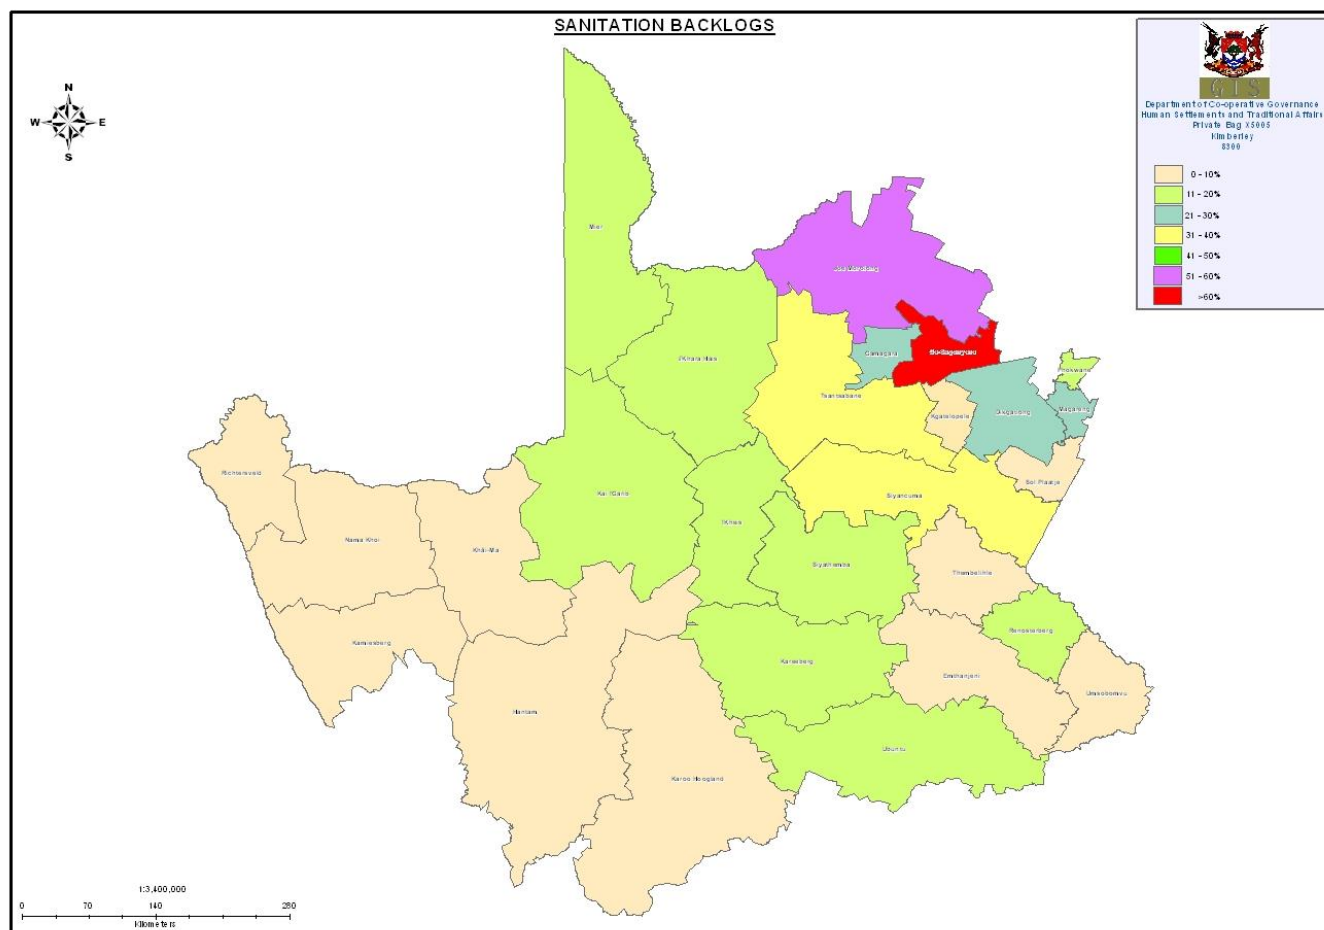 SANITATION BACKLOGS
N
W E
S
GIS
Department of Co-operative Governance
Human Settlements and Traditional Affairs
Private Bag X5005
Kimberley
8300
0 - 10%
11 - 20%
21 - 30%
31 - 40%
41 - 50%
51 - 60%
>60%
Mier
Joe Morolong
//Khara Hais
Gamagara
Ga-Segonyana
Phokwane
Tsantsabane
Kgatelopele
Dikgatlong
Magareng
Richtersveld
Sol Plaatje
Kai !Garib
Siyancuma
!Kheis
Nama Khoi
Khâi-Ma
Siyathemba
Thembelihle
Renosterberg
Kamiesberg
Kareeberg
Emthanjeni
Umsobomvu
Hantam
Ubuntu
Karoo Hoogland
1:3,400,000
0 70 140 280
Kilometers